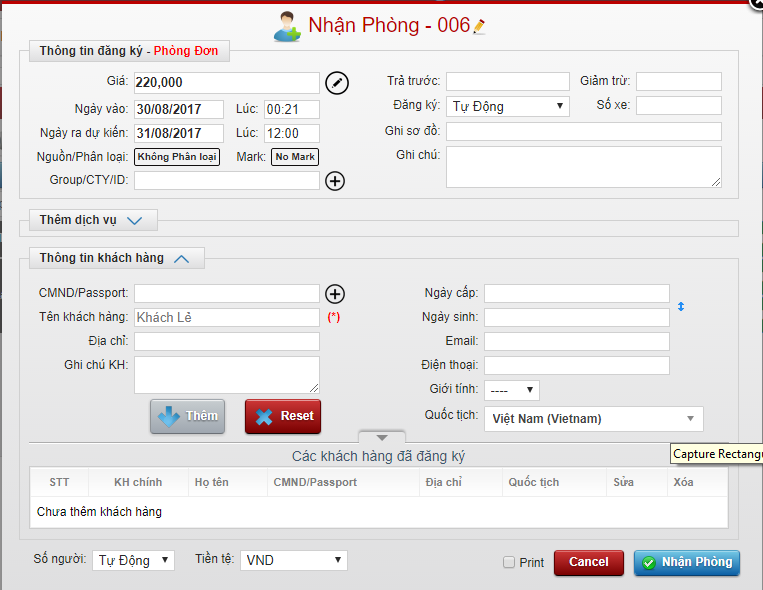 Nhận Phòng - 006
Thông tin đăng ký - Phòng Đơn
Giá: 220,000
Trả trước: Giảm trừ:
Ngày vào: 30/08/2017 Lúc: 00:21
Đăng ký: Tự Động Số xe:
Ngày ra dự kiến: 31/08/2017 Lúc: 12:00
Ghi sơ đồ:
Nguồn/Phân loại: Không Phân loại Mark: No Mark
Ghi chú:
Group/CTY/ID:
Thêm dịch vụ
Thông tin khách hàng
CMND/Passport:
Ngày cấp:
Tên khách hàng: Khách Lẻ (*)
Ngày sinh:
Địa chỉ:
Email:
Ghi chú KH:
Điện thoại:
Giới tính: ----
Thêm Reset
Quốc tịch: Việt Nam (Vietnam)
Các khách hàng đã đăng ký
STT KH chính Họ tên CMND/Passport Địa chỉ Quốc tịch Sửa Xóa
Chưa thêm khách hàng
Số người: Tự Động Tiền tệ: VND
Print Cancel Nhận Phòng